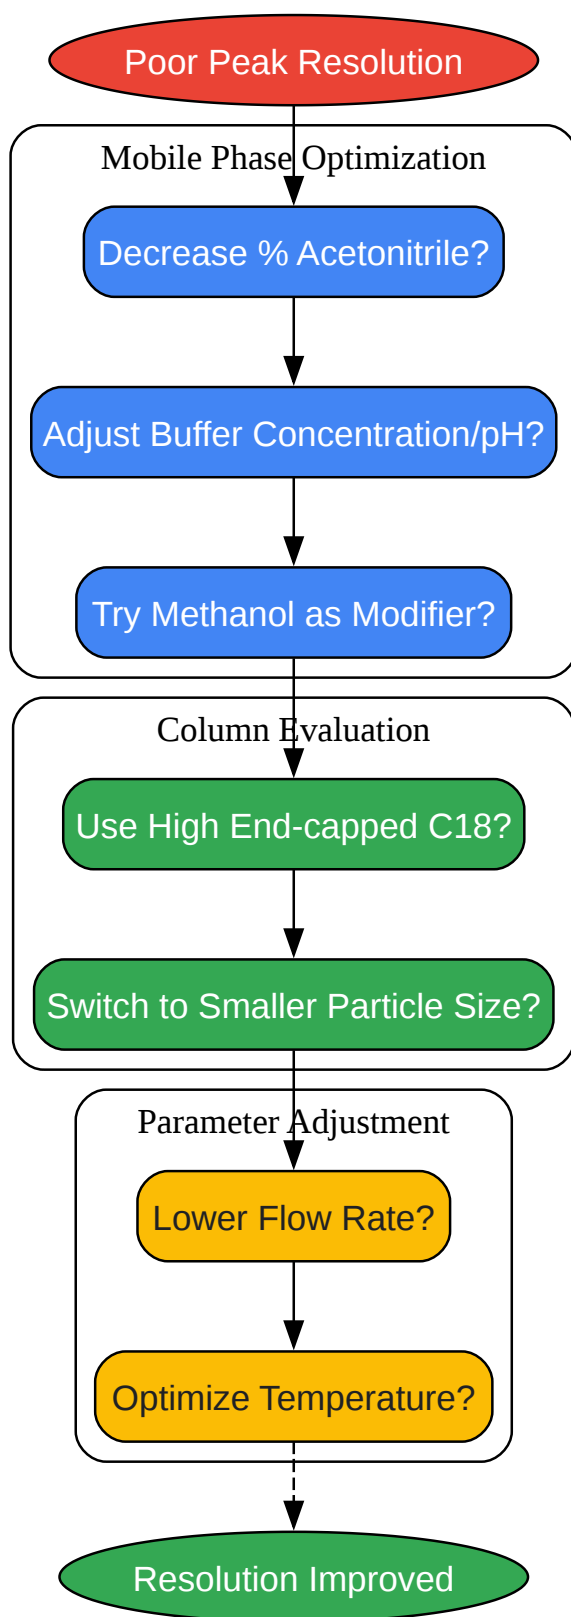 Poor Peak Resolution
Mobile Phase Optimization
Decrease % Acetonitrile?
Adjust Buffer Concentration/pH?
Try Methanol as Modifier?
Column Evaluation
Use High End-capped C18?
Switch to Smaller Particle Size?
Parameter Adjustment
Lower Flow Rate?
Optimize Temperature?
Resolution Improved